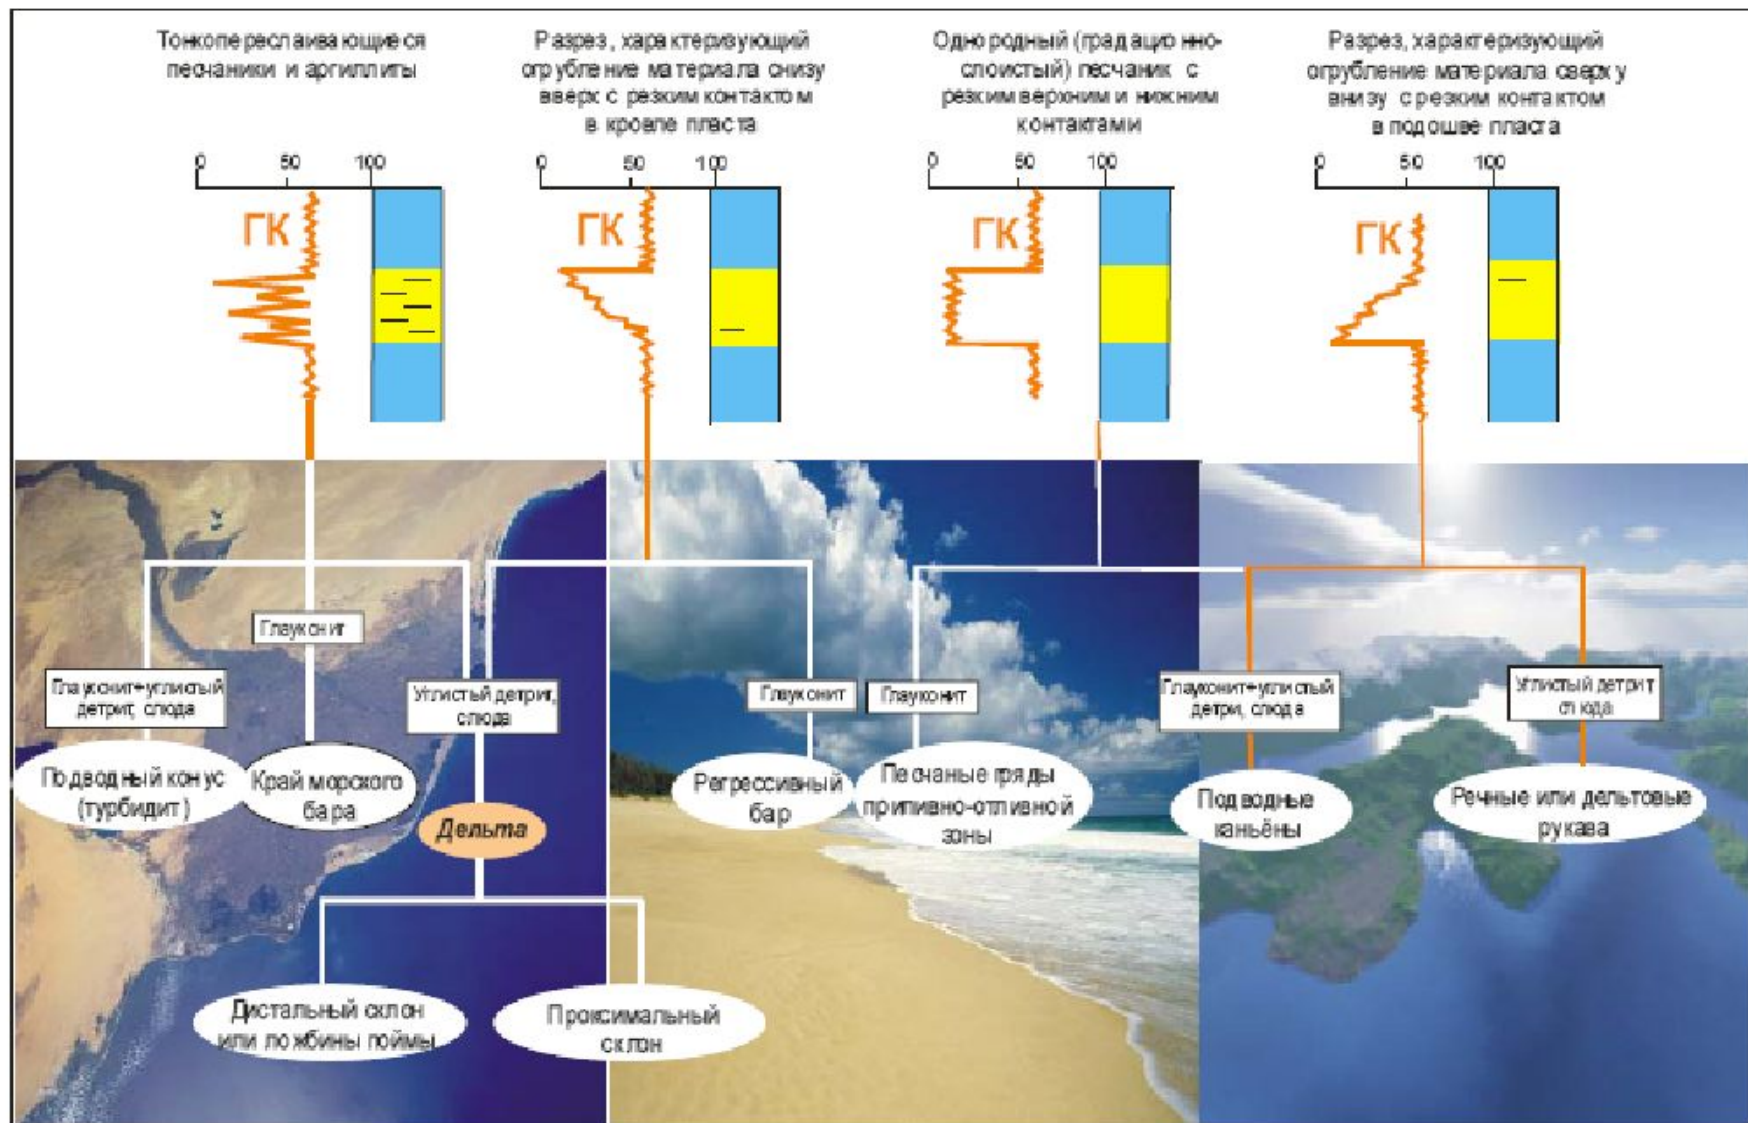 Тонкопереслаивающиеся
песчаники и аргиллиты
Разрез, характеризующий
огрубление материала снизу
вверх с резким контактом
в кровле пласта
Однородный (градационно-
слоистый) песчаник с
резким верхним и нижним
контактами
Разрез, характеризующий
огрубление материала сверху
внизу с резким контактом
в подошве пласта
0 50 100
0 50 100
0 50 100
0 50 100
ГК
ГК
ГК
ГК
Глауконит
Глауконит+углистый
детрит, слюда
Углистый детрит,
слюда
Глауконит
Глауконит
Глауконит+углистый
детри, слюда
Углистый детрит
слюда
Подводный конус
(турбидит)
Край морского
бара
Дельта
Регрессивный
бар
Песчаные гряды
приливно-отливной
зоны
Подводные
каньёны
Речные или дельтовые
рукава
Дистальный склон
или ложбины поймы
Проксимальный
склон